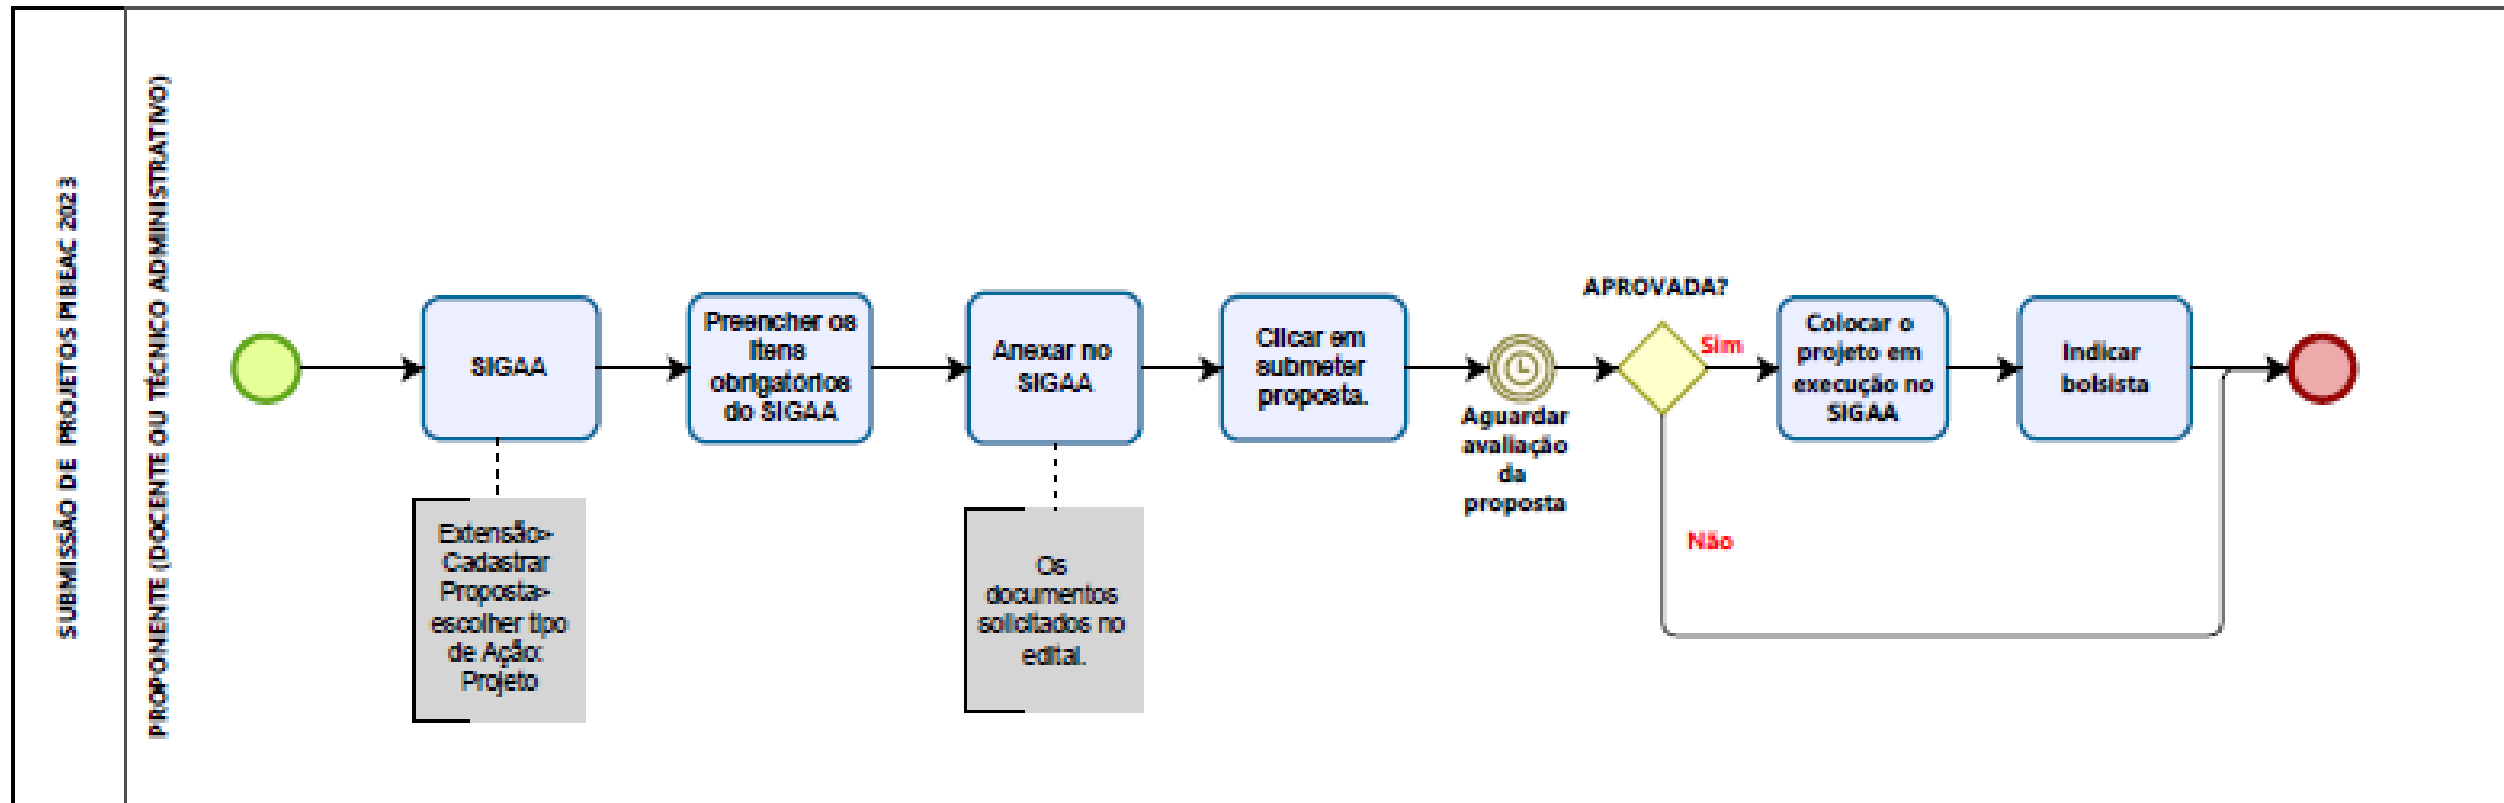 SUBMISSÃO DE PROJETOS PIBEAC 2023
PROPONENTE (DOCENTE OU TÉCNICO ADMINISTRATIVO)
SIGAA
Extensão>
Cadastrar
Proposta>
escolher tipo
de Ação:
Projeto
Preencher os
itens
obrigatórios
do SIGAA
Anexar no
SIGAA
Os
documentos
solicitados no
edital.
Clicar em
submeter
proposta.
Aguardar
avaliação
da
proposta
APROVADA?
Sim
Não
Colocar o
projeto em
execução no
SIGAA
Indicar
bolsista